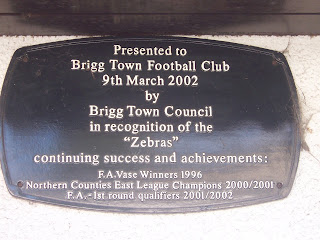 Presented to
Brigg Town Football Club
9th March 2002
by
Brigg Town Council
in recognition of the
"Zebras"
continuing success and achievements:
F.A.Vase Winners 1996
Northern Counties East League Champions 2000/2001
F.A.-1st round qualifiers 2001/2002